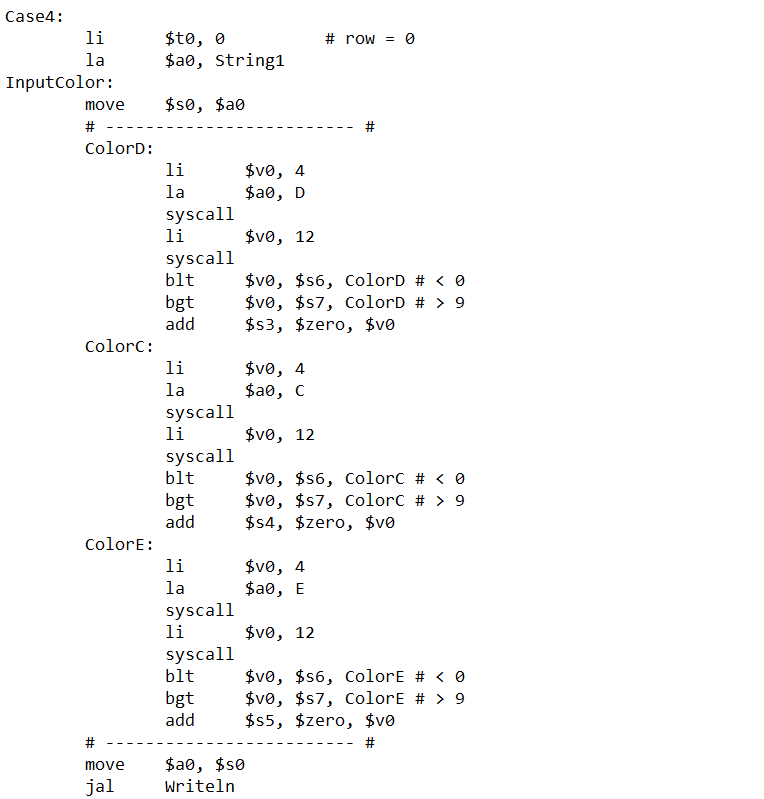 Case4:
        li      $t0, 0          # row = 0
        la      $a0, String1
InputColor:
        move    $s0, $a0
        # ------------------------- #
        ColorD:
                li      $v0, 4
                la      $a0, D
                syscall
                li      $v0, 12
                syscall
                blt     $v0, $s6, ColorD # < 0
                bgt     $v0, $s7, ColorD # > 9
                add     $s3, $zero, $v0
        ColorC:
                li      $v0, 4
                la      $a0, C
                syscall
                li      $v0, 12
                syscall
                blt     $v0, $s6, ColorC # < 0
                bgt     $v0, $s7, ColorC # > 9
                add     $s4, $zero, $v0
        ColorE:
                li      $v0, 4
                la      $a0, E
                syscall
                li      $v0, 12
                syscall
                blt     $v0, $s6, ColorE # < 0
                bgt     $v0, $s7, ColorE # > 9
                add     $s5, $zero, $v0
        # ------------------------- #
        move    $a0, $s0
        jal     Writeln